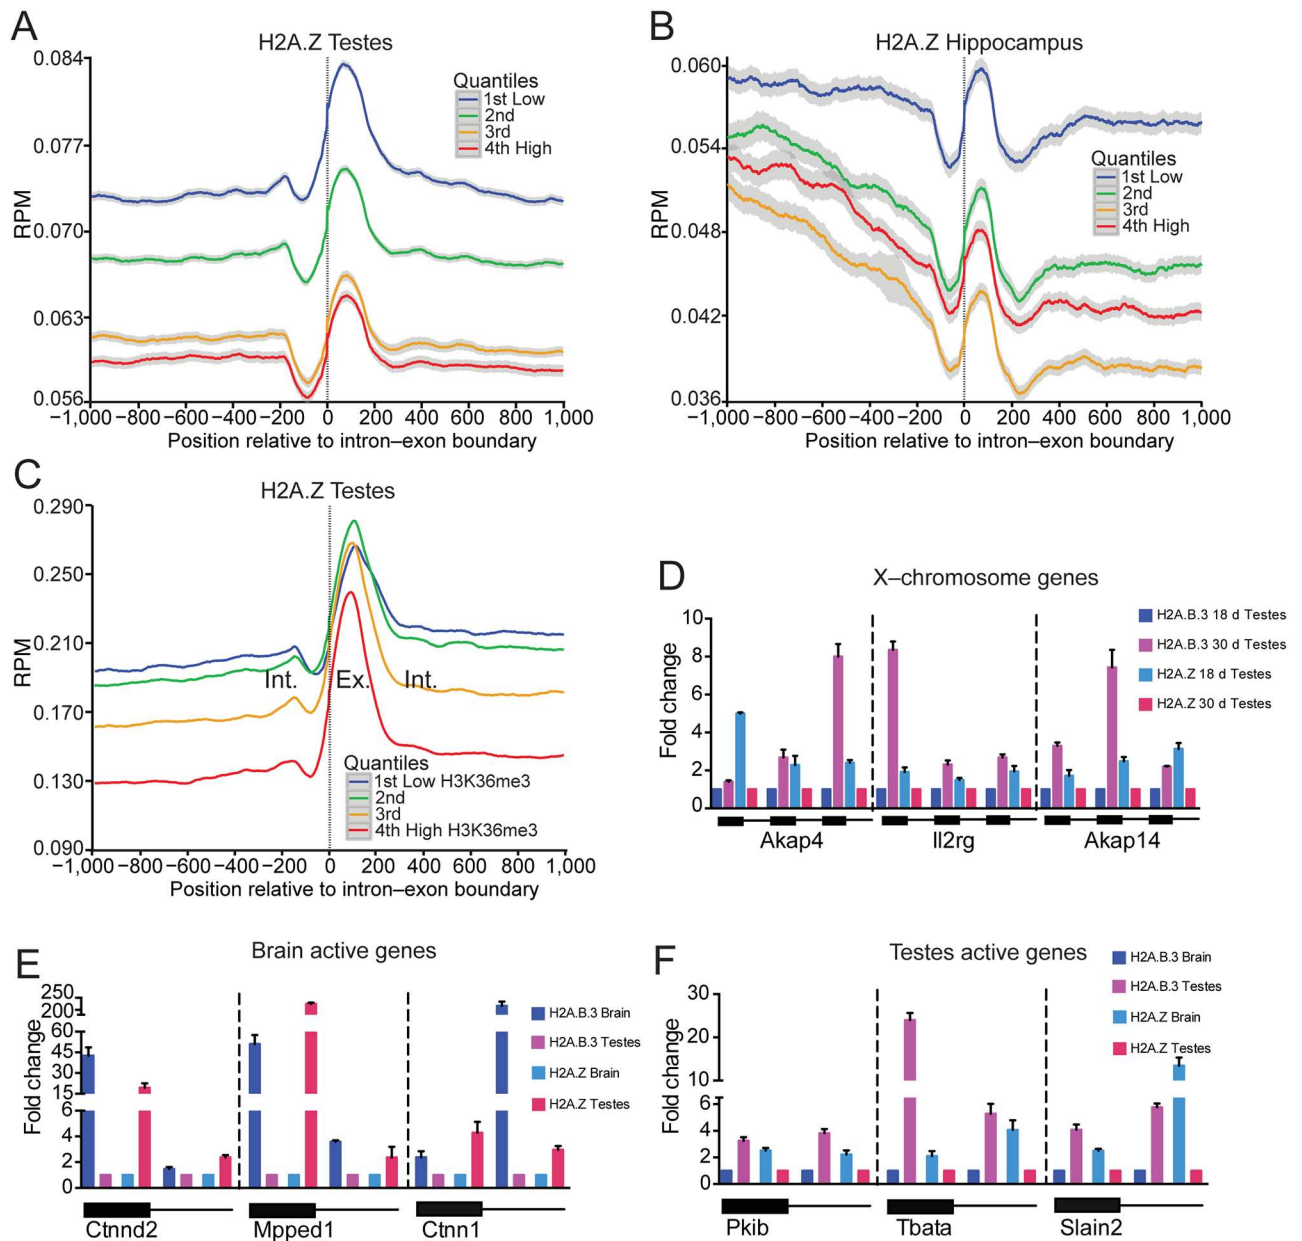 A
H2A.Z Testes
0.084
0.077
0.070
0.063
0.056
RPM
Quantiles
1st Low
2nd
3rd
4th High
−1,000 −800 −600 −400 −200 0 200 400 600 800 1,000
Position relative to intron–exon boundary
B
H2A.Z Hippocampus
0.060
0.054
0.048
0.042
0.036
RPM
Quantiles
1st Low
2nd
3rd
4th High
−1,000 −800 −600 −400 −200 0 200 400 600 800 1,000
Position relative to intron–exon boundary
C
H2A.Z Testes
0.290
0.250
0.210
0.170
0.130
0.090
RPM
Int. Ex. Int.
Quantiles
1st Low H3K36me3
2nd
3rd
4th High H3K36me3
−1,000 −800 −600 −400 −200 0 200 400 600 800 1,000
Position relative to intron–exon boundary
D
X–chromosome genes
10
8
6
4
2
0
Fold change
H2A.B.3 18 d Testes
H2A.B.3 30 d Testes
H2A.Z 18 d Testes
H2A.Z 30 d Testes
Akap4 Il2rg Akap14
E
Brain active genes
250
200
60
45
30
15
6
4
2
0
Fold change
H2A.B.3 Brain
H2A.B.3 Testes
H2A.Z Brain
H2A.Z Testes
Ctnnd2 Mpped1 Ctnn1
F
Testes active genes
30
20
10
6
4
2
0
Fold change
H2A.B.3 Brain
H2A.B.3 Testes
H2A.Z Brain
H2A.Z Testes
Pkib Tbata Slain2